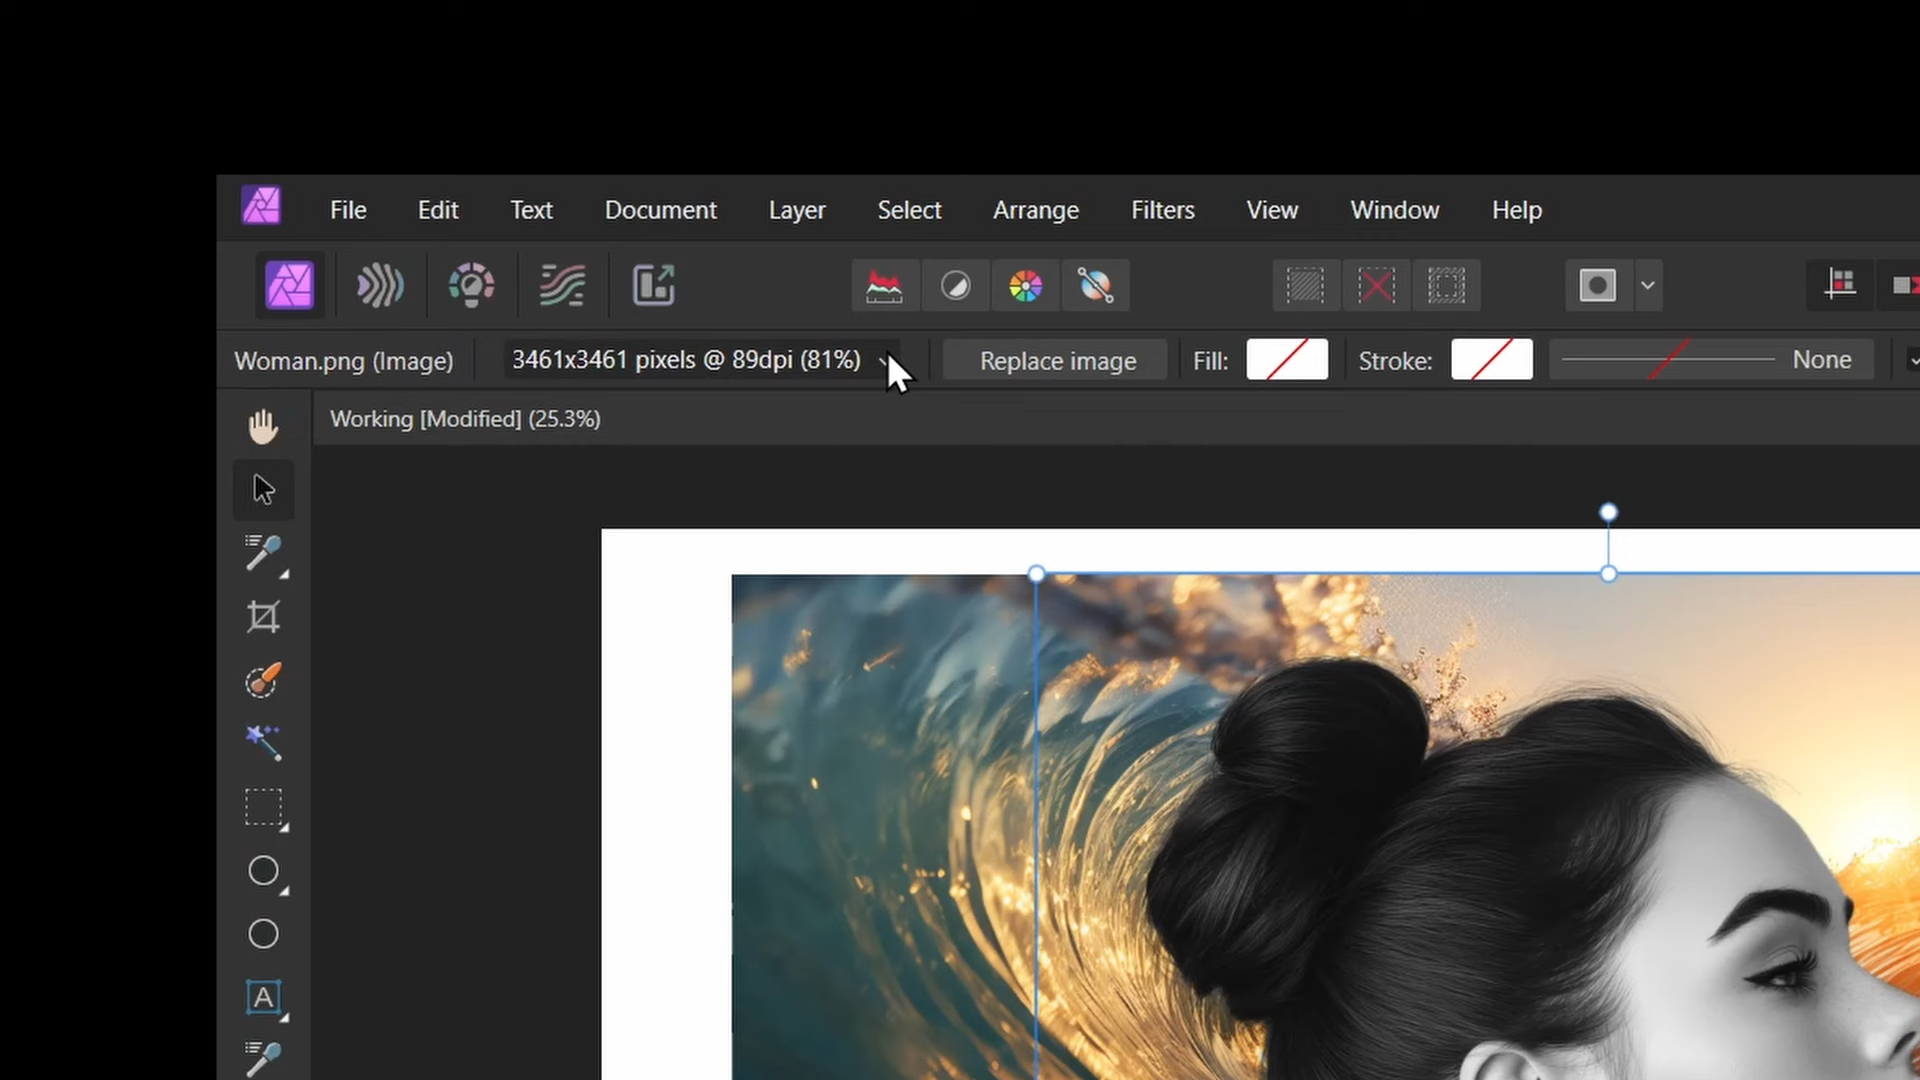 File Edit Text Document Layer Select Arrange Filters View Window Help
Woman.png (Image) 3461x3461 pixels @ 89dpi (81%) Replace image Fill: Stroke: None
Working [Modified] (25.3%)
A